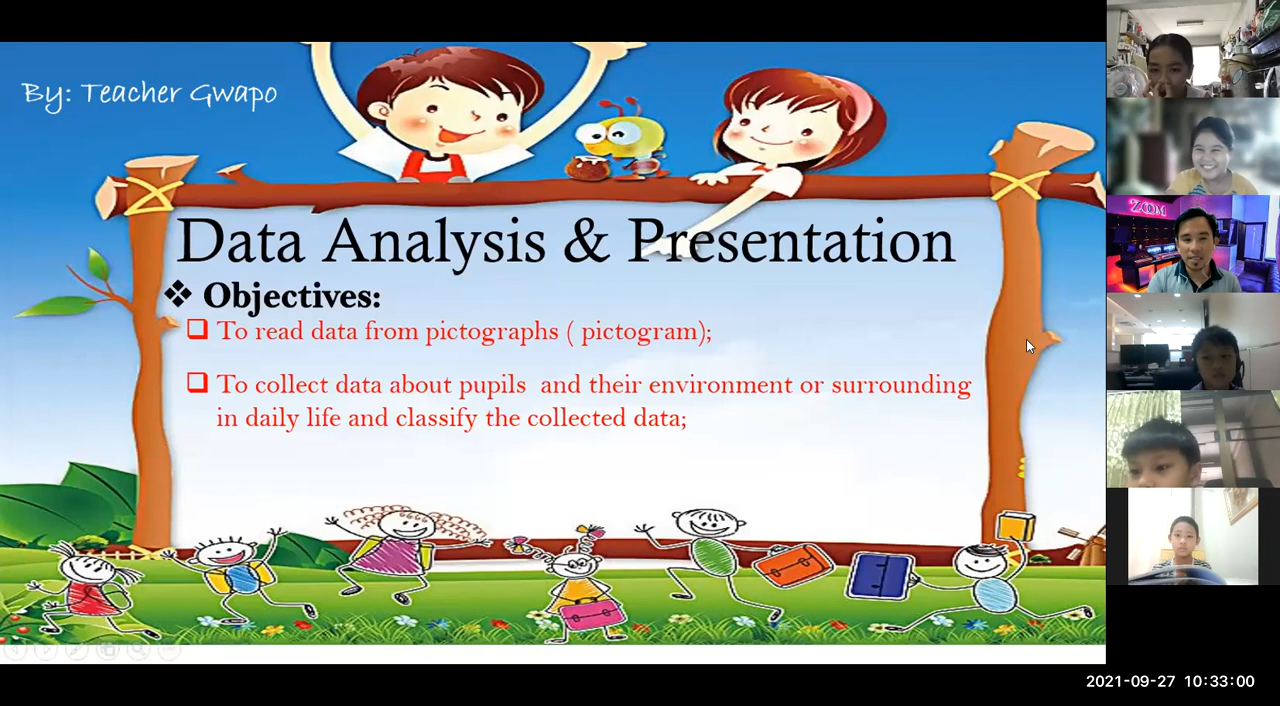 By: Teacher Gwapo
ZOOM
Data Analysis & Presentation
❖ Objectives:
❑ To read data from pictographs ( pictogram);
❑ To collect data about pupils and their environment or surrounding
in daily life and classify the collected data;
2021-09-27 10:33:00